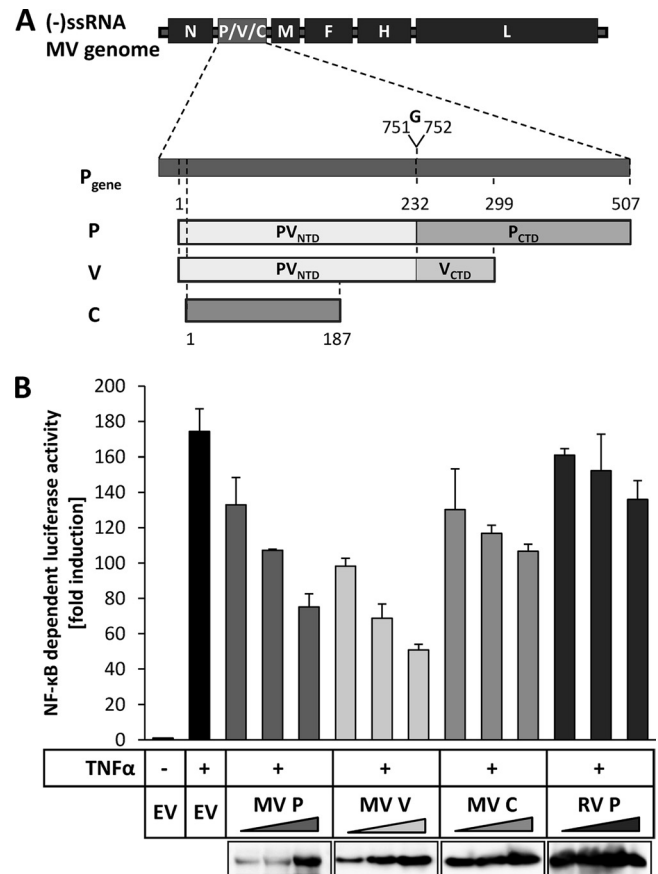 A (-)ssRNA
MV genome
N P/V/C M F H L
G
751 752
Pgene
1 232 299 507
P PVNTD PCTD
V PVNTD VCTD
C
1 187
B
NF-κB dependent luciferase activity
[fold induction]
200
180
160
140
120
100
80
60
40
20
0
TNFα - + + + + +
EV EV MV P MV V MV C RV P